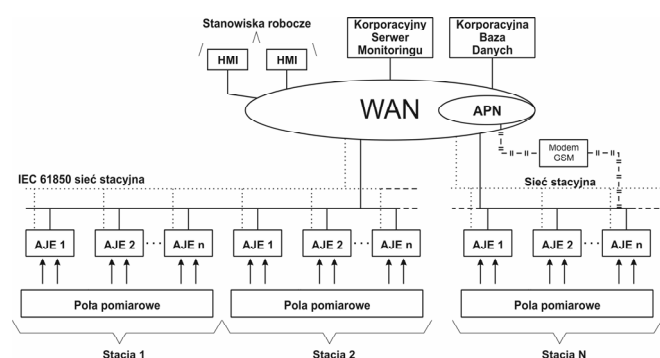 Stanowiska robocze
HMI
HMI
Korporacyjny
Serwer
Monitoringu
Korporacyjna
Baza
Danych
WAN
APN
Modem
GSM
IEC 61850 sieć stacyjna
Sieć stacyjna
AJE 1
AJE 2
...
AJE n
AJE 1
AJE 2
...
AJE n
AJE 1
AJE 2
...
AJE n
Pola pomiarowe
Pola pomiarowe
Pola pomiarowe
Stacja 1
Stacja 2
Stacja N